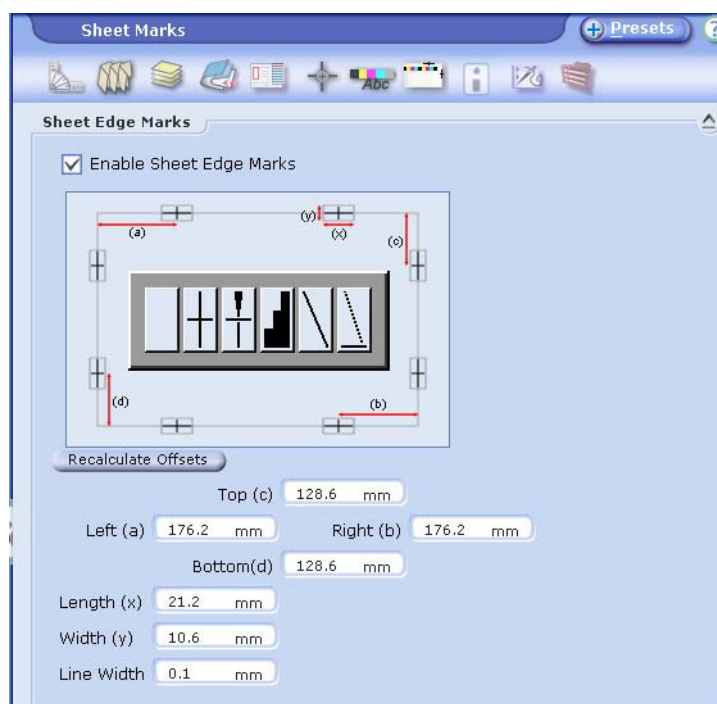 Sheet Marks
Presets
?
Abc
Sheet Edge Marks
Enable Sheet Edge Marks
(a)
(y)
(x)
(c)
(d)
(b)
Recalculate Offsets
Top (c) 128.6 mm
Left (a) 176.2 mm Right (b) 176.2 mm
Bottom(d) 128.6 mm
Length (x) 21.2 mm
Width (y) 10.6 mm
Line Width 0.1 mm